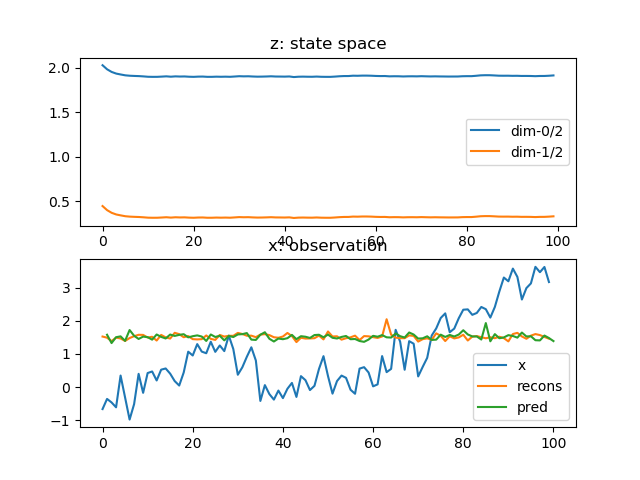 z: state space
2.0
1.5
1.0
0.5
dim-0/2
dim-1/2
0 20 40 60 80 100
x: observation
3
2
1
0
−1
x
recons
pred
0 20 40 60 80 100